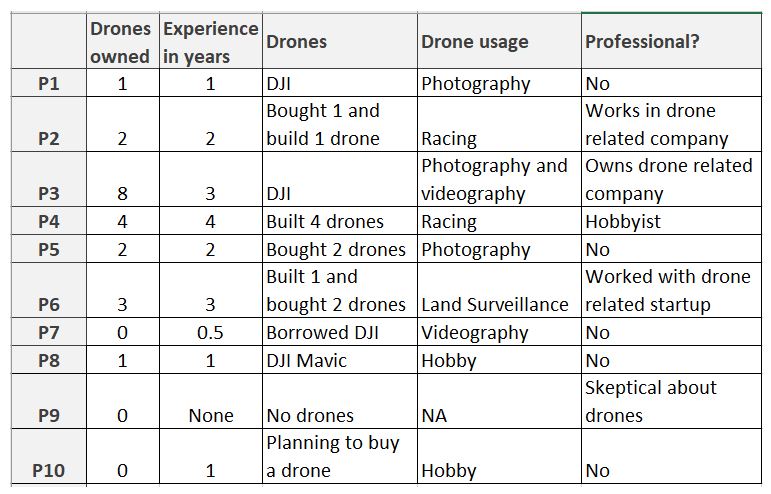 Drones owned	Experience in years	Drones	Drone usage	Professional?
P1	1	1	DJI	Photography	No
P2	2	2	Bought 1 and build 1 drone	Racing	Works in drone related company
P3	8	3	DJI	Photography and videography	Owns drone related company
P4	4	4	Built 4 drones	Racing	Hobbyist
P5	2	2	Bought 2 drones	Photography	No
P6	3	3	Built 1 and bought 2 drones	Land Surveillance	Worked with drone related startup
P7	0	0.5	Borrowed DJI	Videography	No
P8	1	1	DJI Mavic	Hobby	No
P9	0	None	No drones	NA	Skeptical about drones
P10	0	1	Planning to buy a drone	Hobby	No